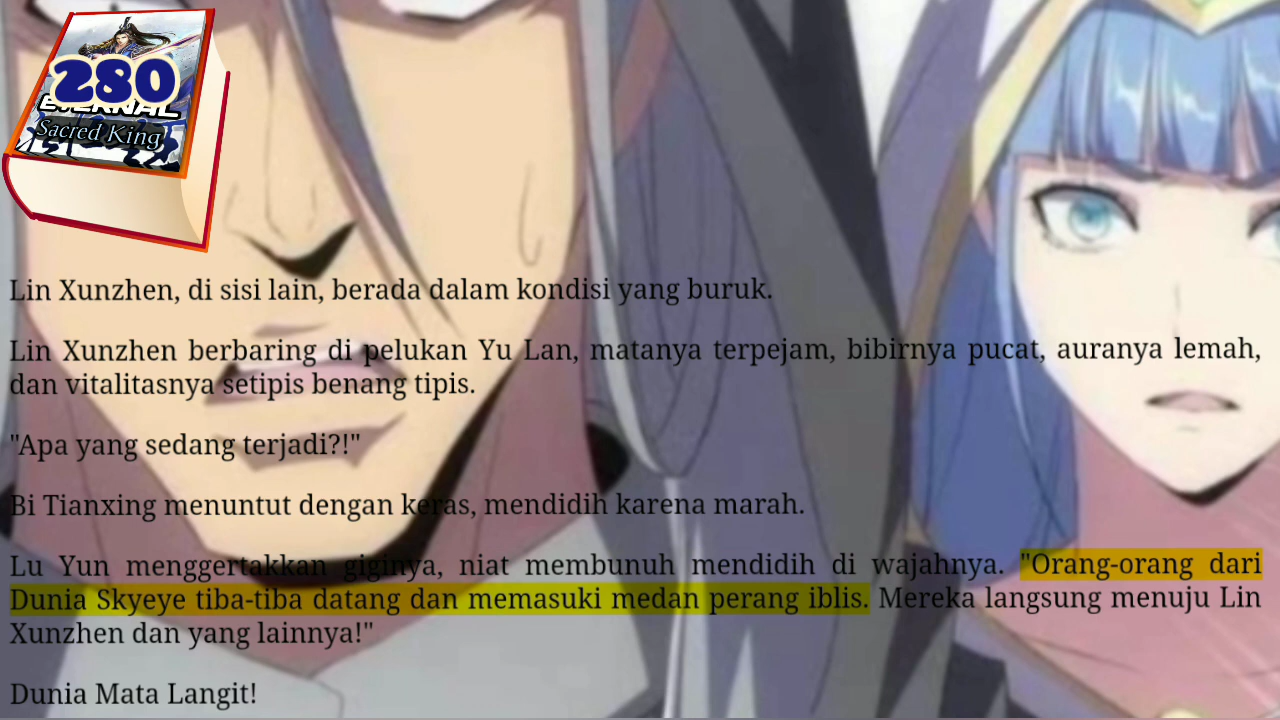 280
ETERNAL
Sacred King
Lin Xunzhen, di sisi lain, berada dalam kondisi yang buruk.
Lin Xunzhen berbaring di pelukan Yu Lan, matanya terpejam, bibirnya pucat, auranya lemah,
dan vitalitasnya setipis benang tipis.
"Apa yang sedang terjadi?!"
Bi Tianxing menuntut dengan keras, mendidih karena marah.
Lu Yun menggertakkan giginya, niat membunuh mendidih di wajahnya. "Orang-orang dari
Dunia Skyeye tiba-tiba datang dan memasuki medan perang iblis. Mereka langsung menuju Lin
Xunzhen dan yang lainnya!"
Dunia Mata Langit!